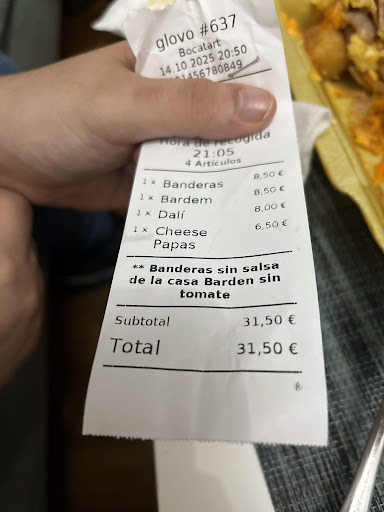 glovo #637
Bocatart
14.10.2025 20:50
01456780849
Hora de recogida
21:05
4 Artículos
1 x Banderas 8,50 €
1 x Bardem 8,50 €
1 x Dalí 8,00 €
1 x Cheese 6,50 €
Papas
** Banderas sin salsa
de la casa Barden sin
tomate
Subtotal 31,50 €
Total 31,50 €